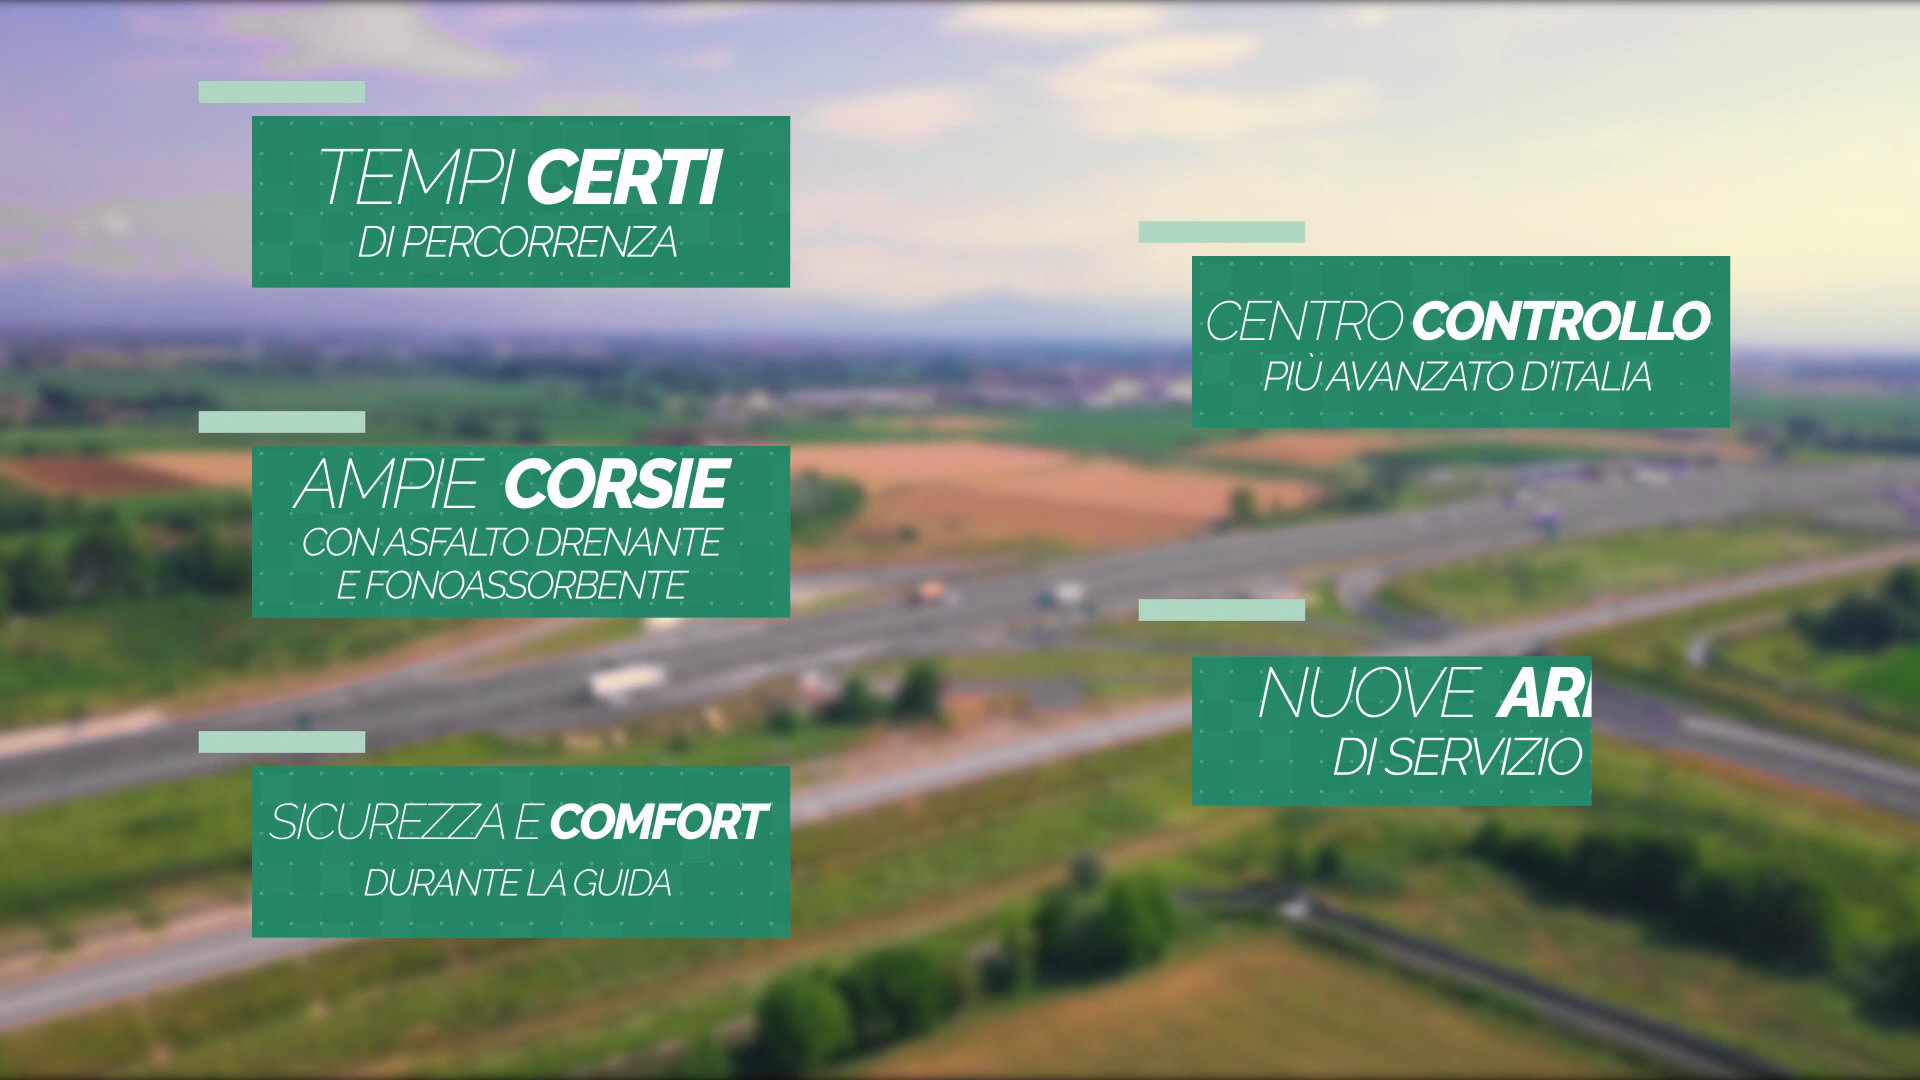 TEMPI CERTI
DI PERCORRENZA
AMPIE CORSIE
CON ASFALTO DRENANTE
E FONOASSORBENTE
SICUREZZA E COMFORT
DURANTE LA GUIDA
CENTRO CONTROLLO
PIÙ AVANZATO D'ITALIA
NUOVE
DI SERVIZIO